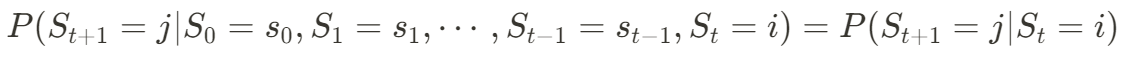 P(S_{t+1} = j|S_0 = s_0, S_1 = s_1, ⋯ , S_{t−1} = s_{t−1}, S_t = i) = P(S_{t+1} = j|S_t = i)